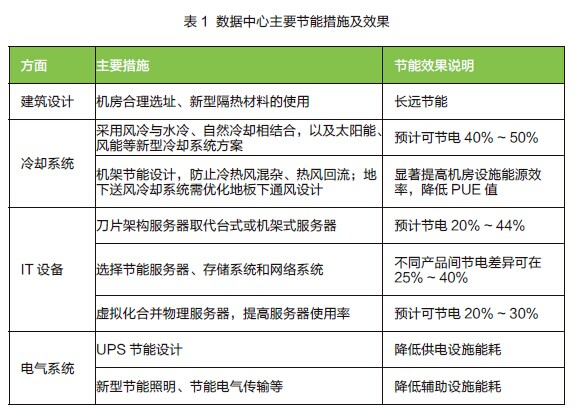 表 1 数据中心主要节能措施及效果
方面
主要措施
节能效果说明
建筑设计
机房合理选址、新型隔热材料的使用
长远节能
冷却系统
采用风冷与水冷、自然冷却相结合，以及太阳能、
风能等新型冷却系统方案
预计可节电 40% ~ 50%
机架节能设计，防止冷热风混杂、热风回流；地
下送风冷却系统需优化地板下通风设计
显著提高机房设施能源效
率，降低 PUE 值
IT 设备
刀片架构服务器取代台式或机架式服务器
预计节电 20% ~ 44%
选择节能服务器、存储系统和网络系统
不同产品间节电差异可在
25% ~ 40%
虚拟化合并物理服务器，提高服务器使用率
预计可节电 20% ~ 30%
电气系统
UPS 节能设计
降低供电设施能耗
新型节能照明、节能电气传输等
降低辅助设施能耗